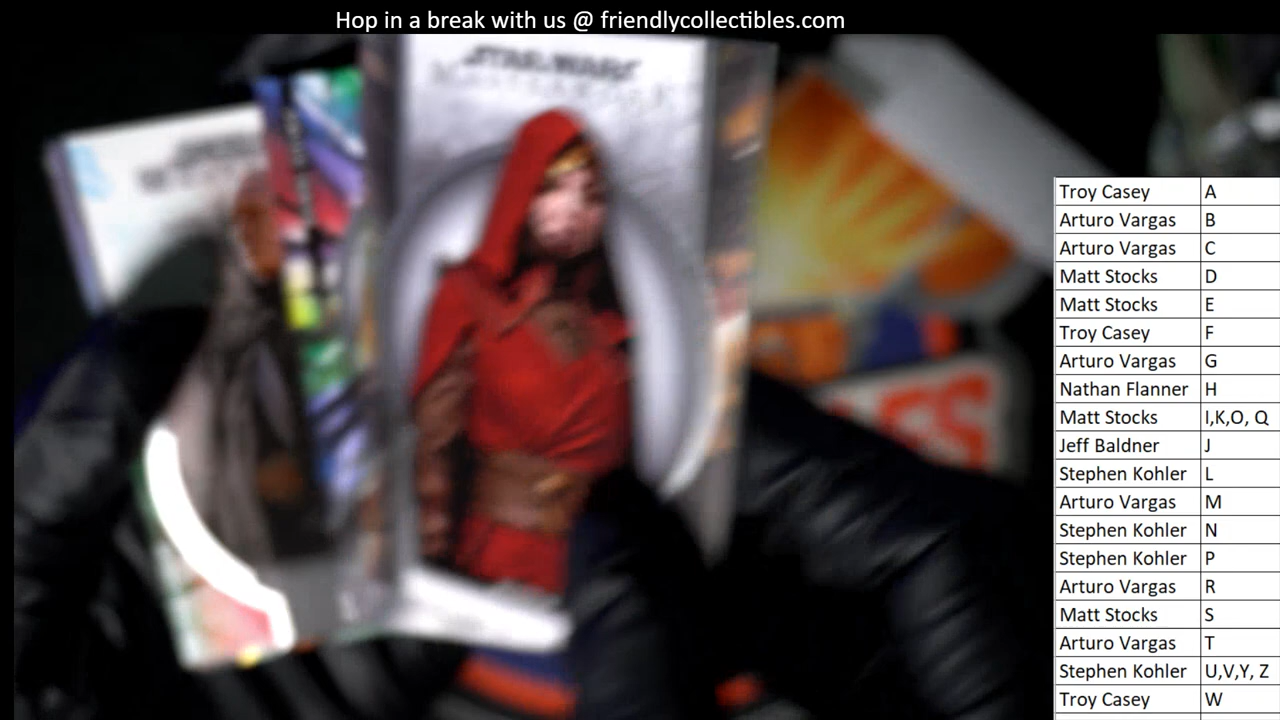 Hop in a break with us @ friendlycollectibles.com
STAR WARS
Troy Casey A
Arturo Vargas B
Arturo Vargas C
Matt Stocks D
Matt Stocks E
Troy Casey F
Arturo Vargas G
Nathan Flanner H
Matt Stocks I,K,O, Q
Jeff Baldner J
Stephen Kohler L
Arturo Vargas M
Stephen Kohler N
Stephen Kohler P
Arturo Vargas R
Matt Stocks S
Arturo Vargas T
Stephen Kohler U,V,Y, Z
Troy Casey W